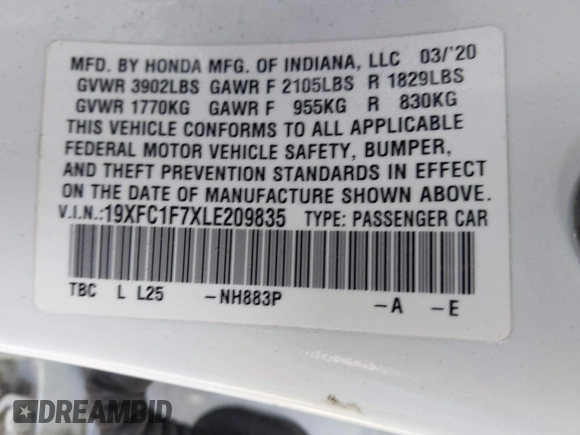 MFD. BY HONDA MFG. OF INDIANA, LLC 03/'20
GVWR 3902LBS GAWR F 2105LBS R 1829LBS
GVWR 1770KG GAWR F 955KG R 830KG
THIS VEHICLE CONFORMS TO ALL APPLICABLE
FEDERAL MOTOR VEHICLE SAFETY, BUMPER,
AND THEFT PREVENTION STANDARDS IN EFFECT
ON THE DATE OF MANUFACTURE SHOWN ABOVE.
V.I.N.:19XFC1F7XLE209835 TYPE: PASSENGER CAR
TBC L L25 -NH883P -A -E
DREAMBID